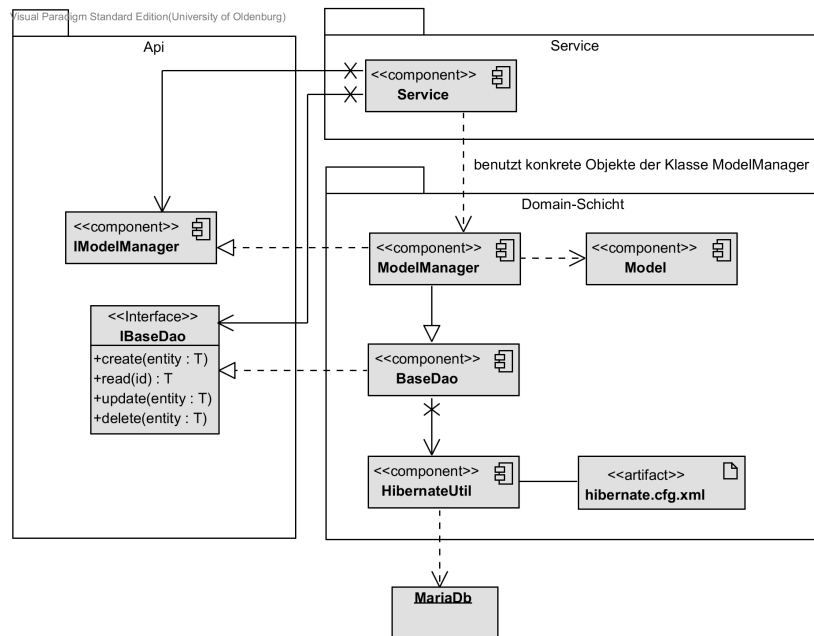 Visual Paradigm Standard Edition(University of Oldenburg)
Api
Service
<<component>>
Service
benutzt konkrete Objekte der Klasse ModelManager
Domain-Schicht
<<component>>
IModelManager
<<component>>
ModelManager
<<component>>
Model
<<Interface>>
IBaseDao
+create(entity : T)
+read(id) : T
+update(entity : T)
+delete(entity : T)
<<component>>
BaseDao
<<component>>
HibernateUtil
<<artifact>>
hibernate.cfg.xml
MariaDb